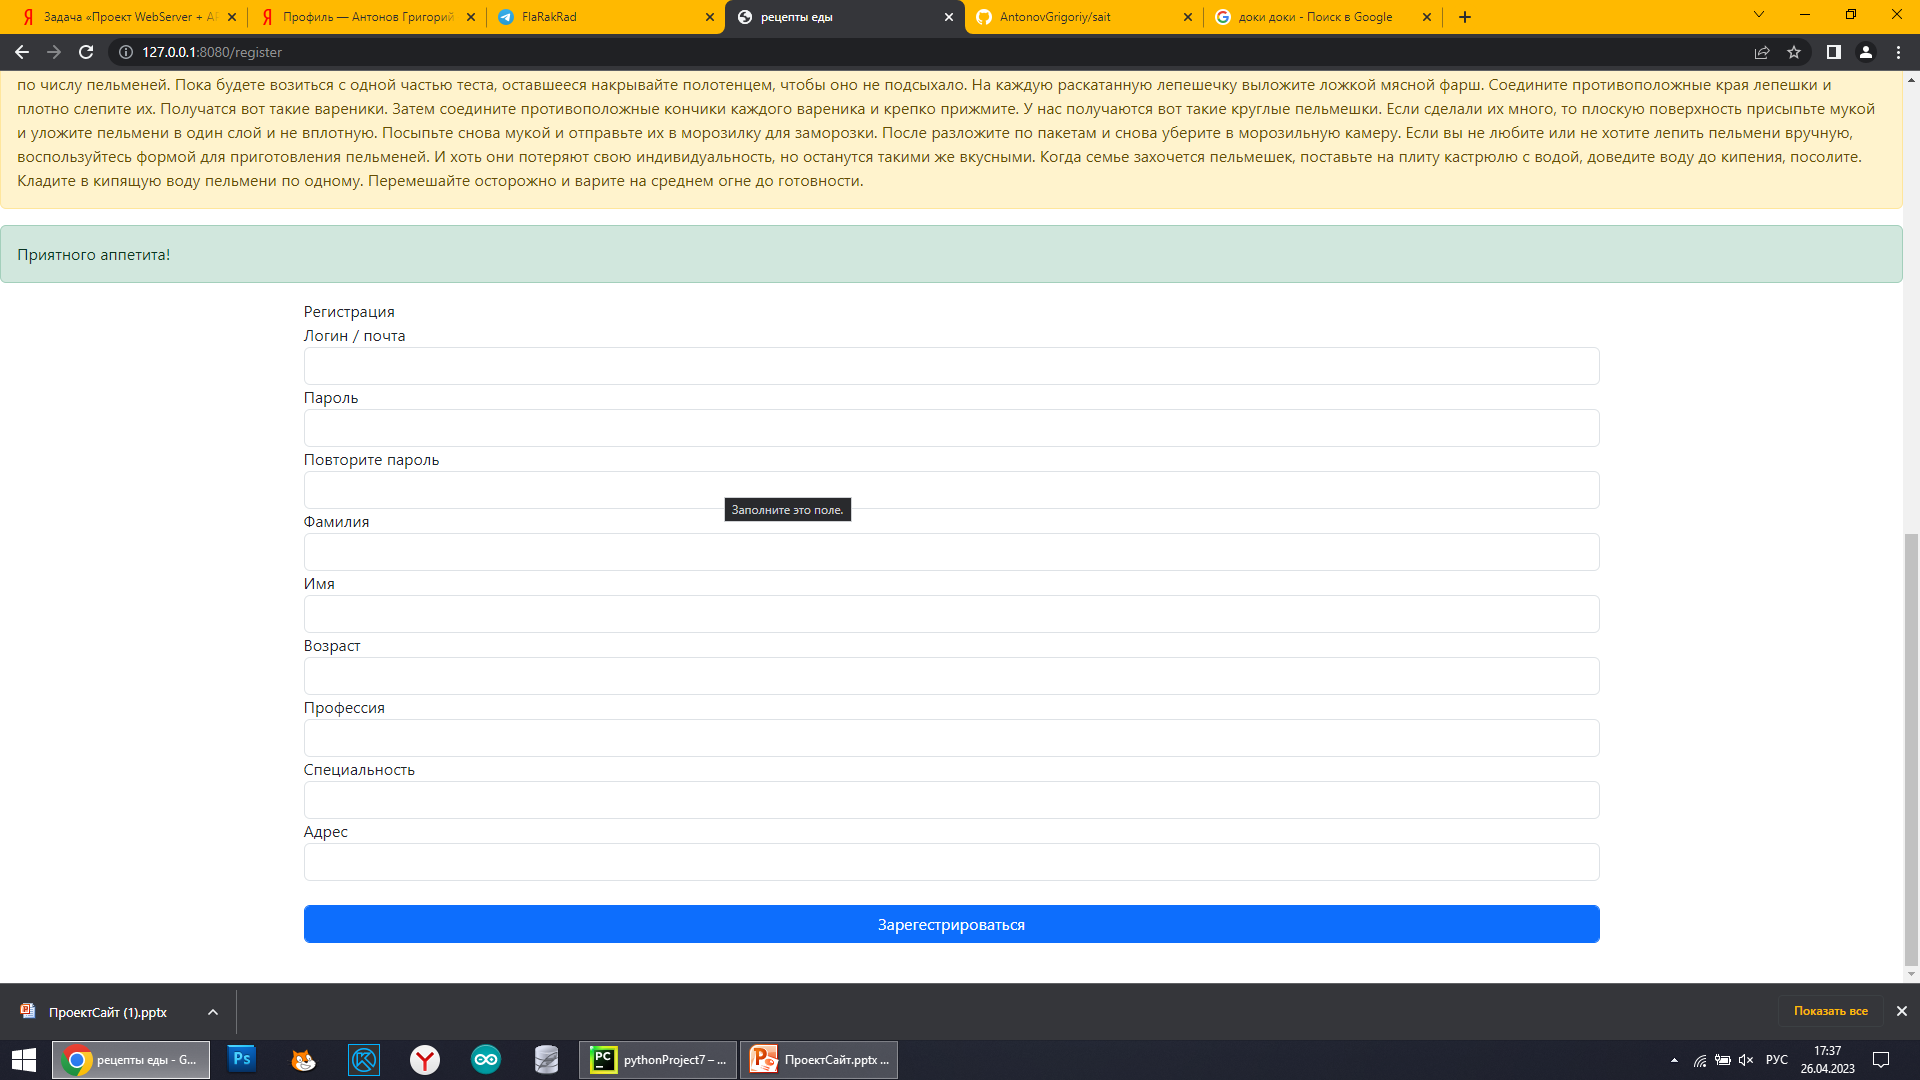 Задача «Проект WebServer + AF
Профиль — Антонов Григорий
FlaRakRad
рецепты еды
AntonovGrigoriy/sait
доки доки - Поиск в Google
127.0.0.1:8080/register
по числу пельменей. Пока будете возиться с одной частью теста, оставшееся накрывайте полотенцем, чтобы оно не подсыхало. На каждую раскатанную лепешечку выложите ложкой мясной фарш. Соедините противоположные края лепешки и
плотно слепите их. Получатся вот такие вареники. Затем соедините противоположные кончики каждого вареника и крепко прижмите. У нас получаются вот такие круглые пельмешки. Если сделали их много, то плоскую поверхность присыпьте мукой
и уложите пельмени в один слой и не вплотную. Посыпьте снова мукой и отправьте их в морозилку для заморозки. После разложите по пакетам и снова уберите в морозильную камеру. Если вы не любите или не хотите лепить пельмени вручную,
воспользуйтесь формой для приготовления пельменей. И хоть они потеряют свою индивидуальность, но останутся такими же вкусными. Когда семье захочется пельмешек, поставьте на плиту кастрюлю с водой, доведите воду до кипения, посолите.
Кладите в кипящую воду пельмени по одному. Перемешайте осторожно и варите на среднем огне до готовности.
Приятного аппетита!
Регистрация
Логин / почта
Пароль
Повторите пароль
Заполните это поле.
Фамилия
Имя
Возраст
Профессия
Специальность
Адрес
Зарегестрироваться
ПроектСайт (1).pptx
Показать все
рецепты еды - G...
Ps
PC
pythonProject7 – ...
ПроектСайт.pptx ...
РУС
17:37
26.04.2023